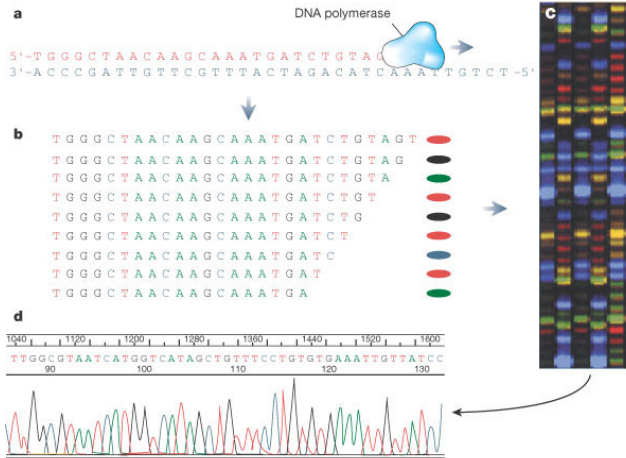 a
DNA polymerase
c
5'-TGGGCTAACAAGCAAATGATCTGTAG
3'-ACCCGATTGTTCGTTTACTAGACATCAAATTGTCT-5'
b
TGGGCTAACAAGCAAATGATCTGTAGT
TGGGCTAACAAGCAAATGATCTGTAG
TGGGCTAACAAGCAAATGATCTGTA
TGGGCTAACAAGCAAATGATCTGT
TGGGCTAACAAGCAAATGATCTG
TGGGCTAACAAGCAAATGATCT
TGGGCTAACAAGCAAATGATC
TGGGCTAACAAGCAAATGAT
TGGGCTAACAAGCAAATGA
d
1040 1120 1200 1280 1360 1440 1520 1600
TTGGCGTAATCATGGTCATAGCTGTTTCCTGTGTGAAATTGTTATCC
90 100 110 120 130